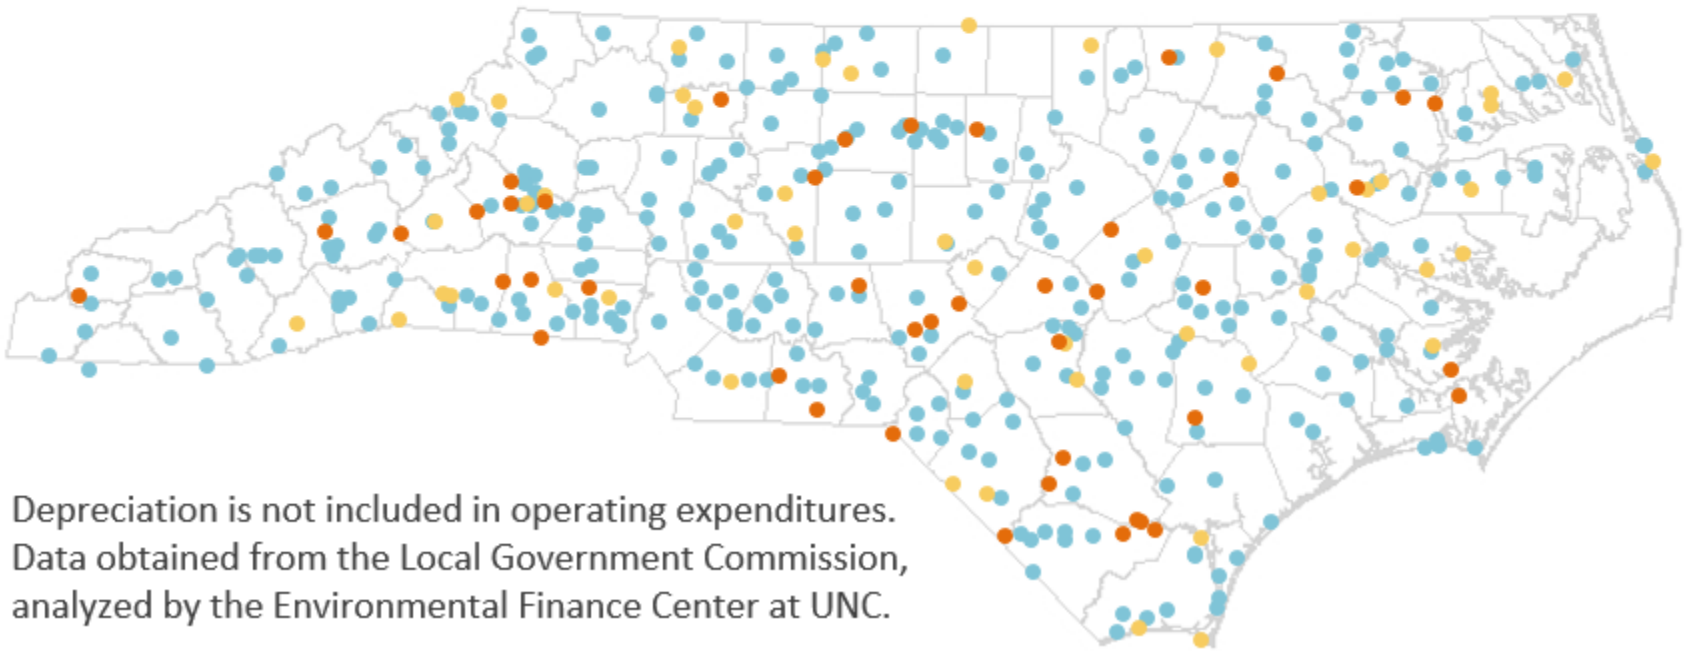 Depreciation is not included in operating expenditures.
Data obtained from the Local Government Commission,
analyzed by the Environmental Finance Center at UNC.